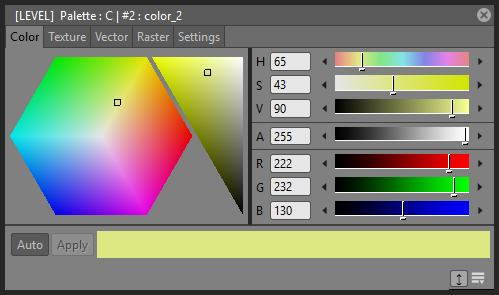 [LEVEL] Palette : C | #2 : color_2
Color Texture Vector Raster Settings
H 65
S 43
V 90
A 255
R 222
G 232
B 130
Auto Apply